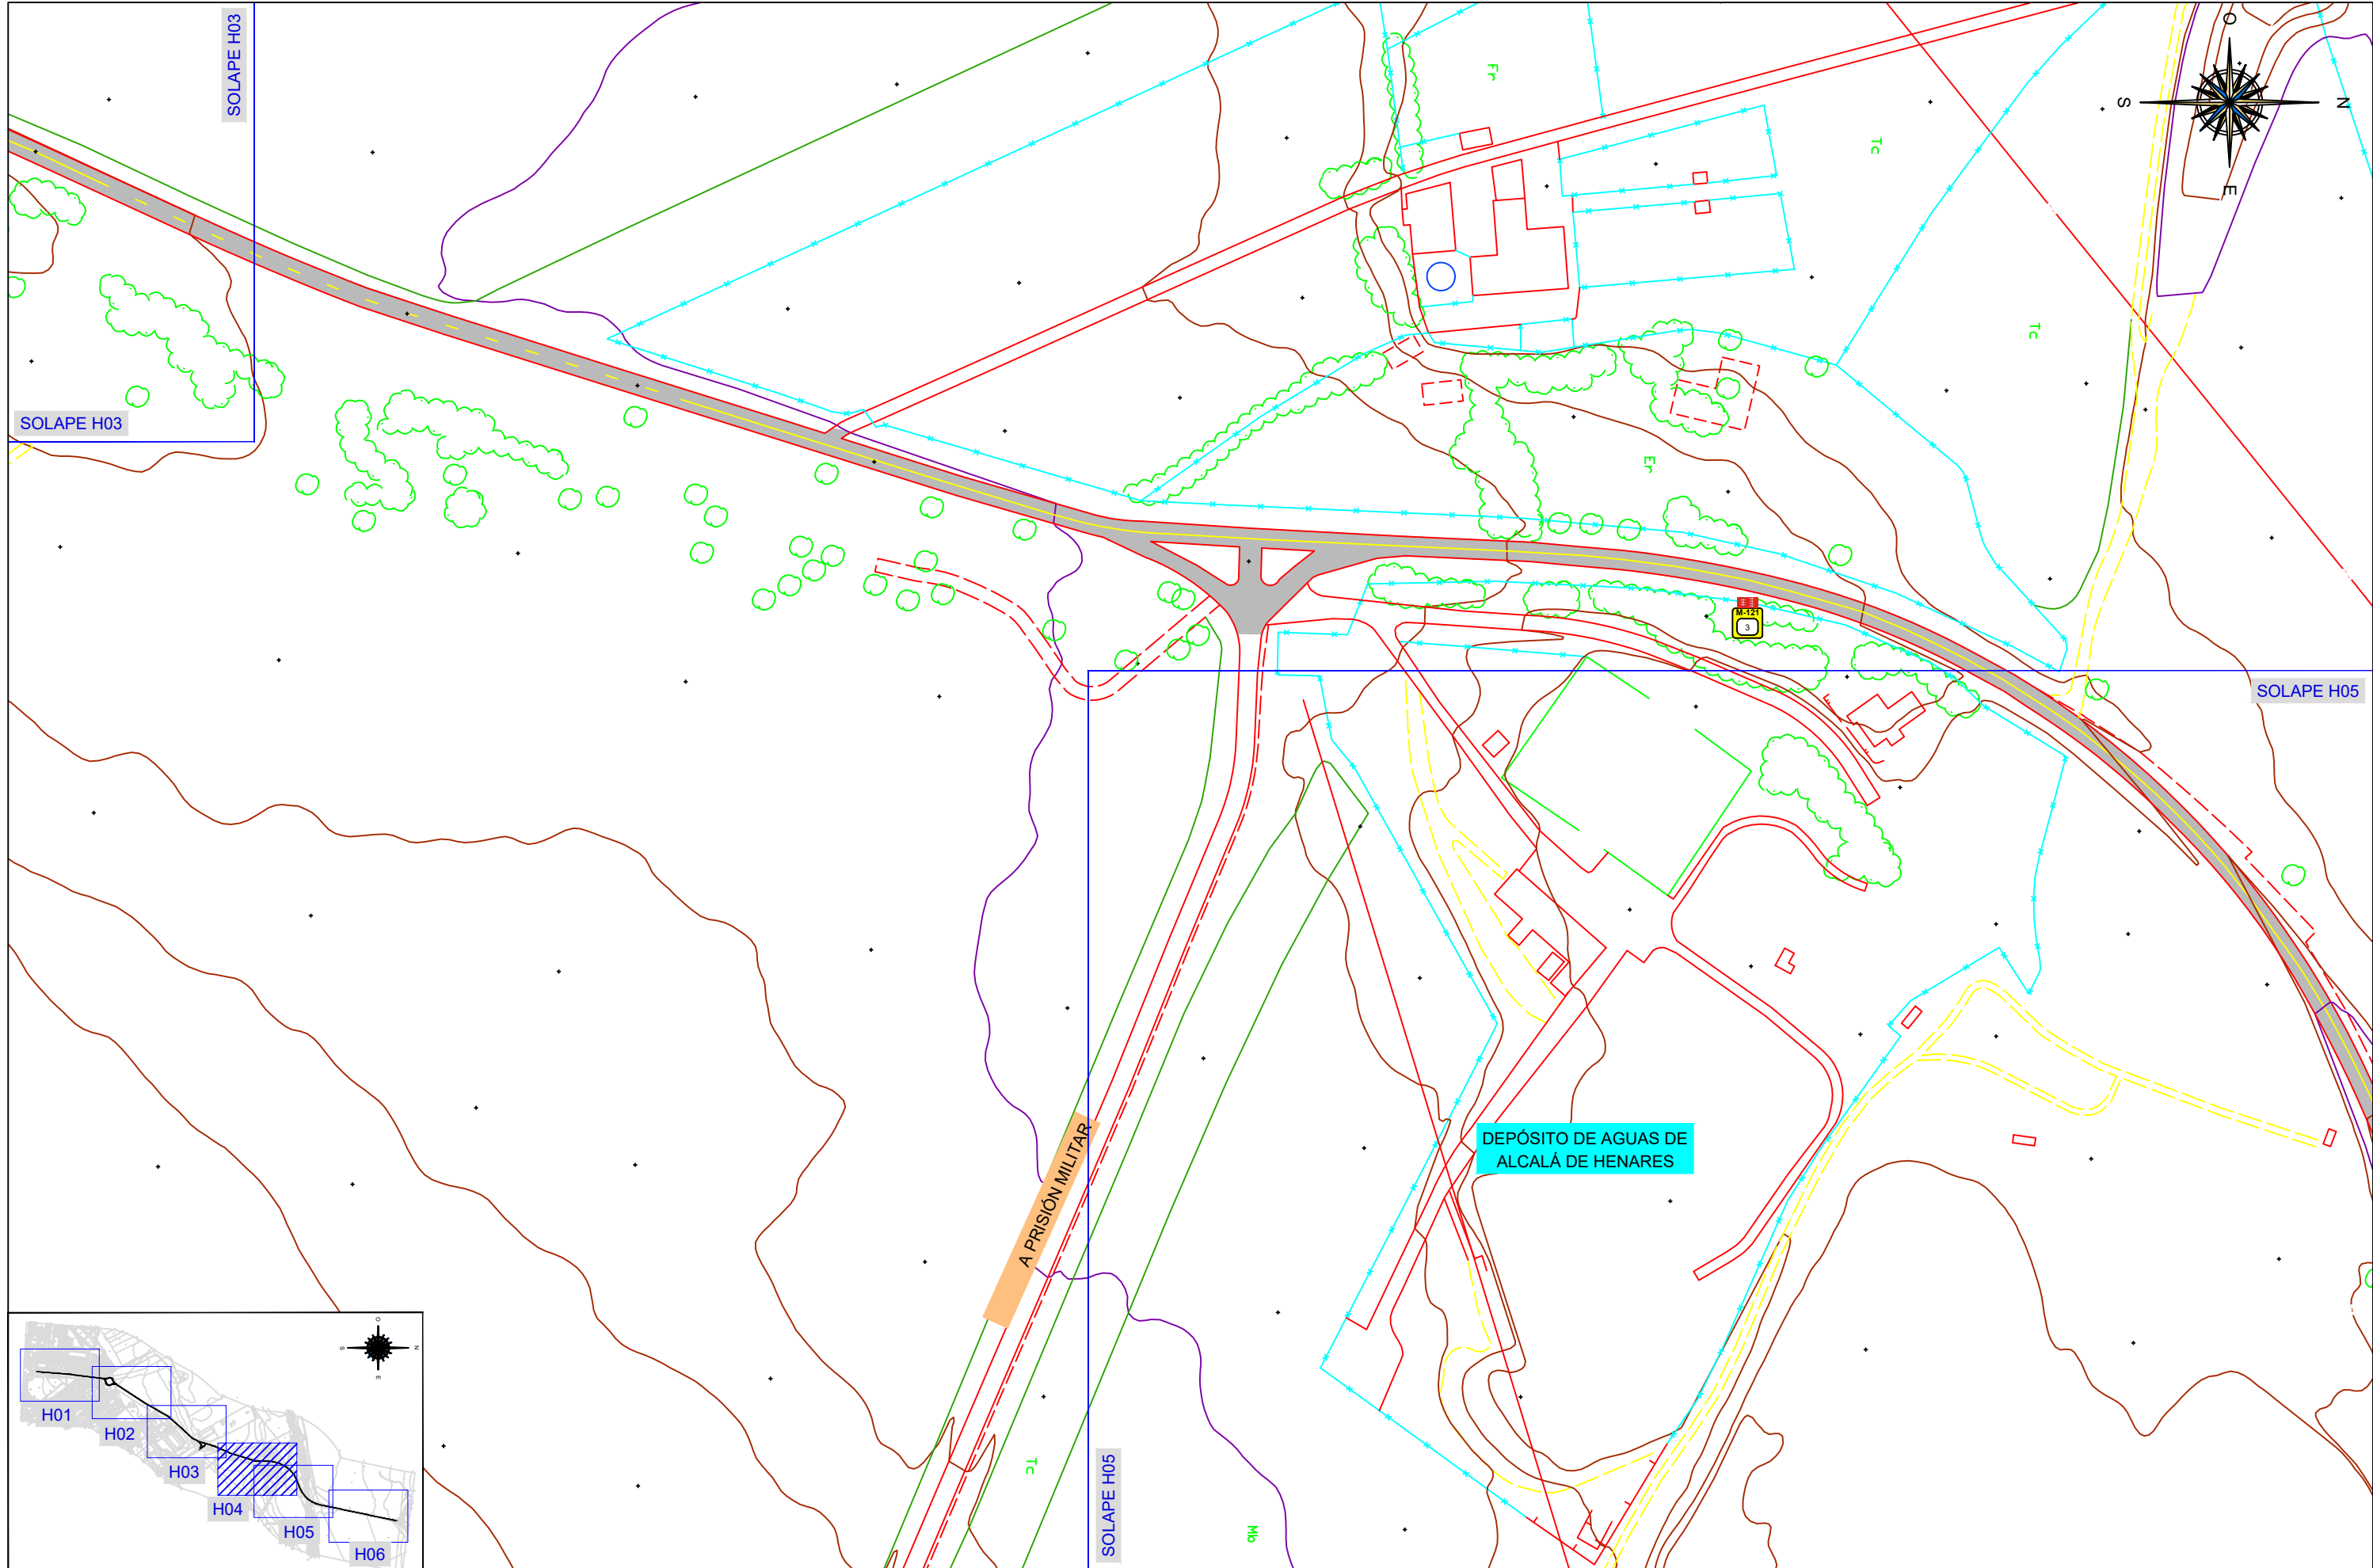 SOLAPE H03
Fr
O
S
N
E
Tc
Tc
SOLAPE H03
Er
M-121
3
SOLAPE H05
A PRISIÓN MILITAR
DEPÓSITO DE AGUAS DE
ALCALÁ DE HENARES
Tc
SOLAPE H05
Mb
O
S
N
E
H01
H02
H03
H04
H05
H06